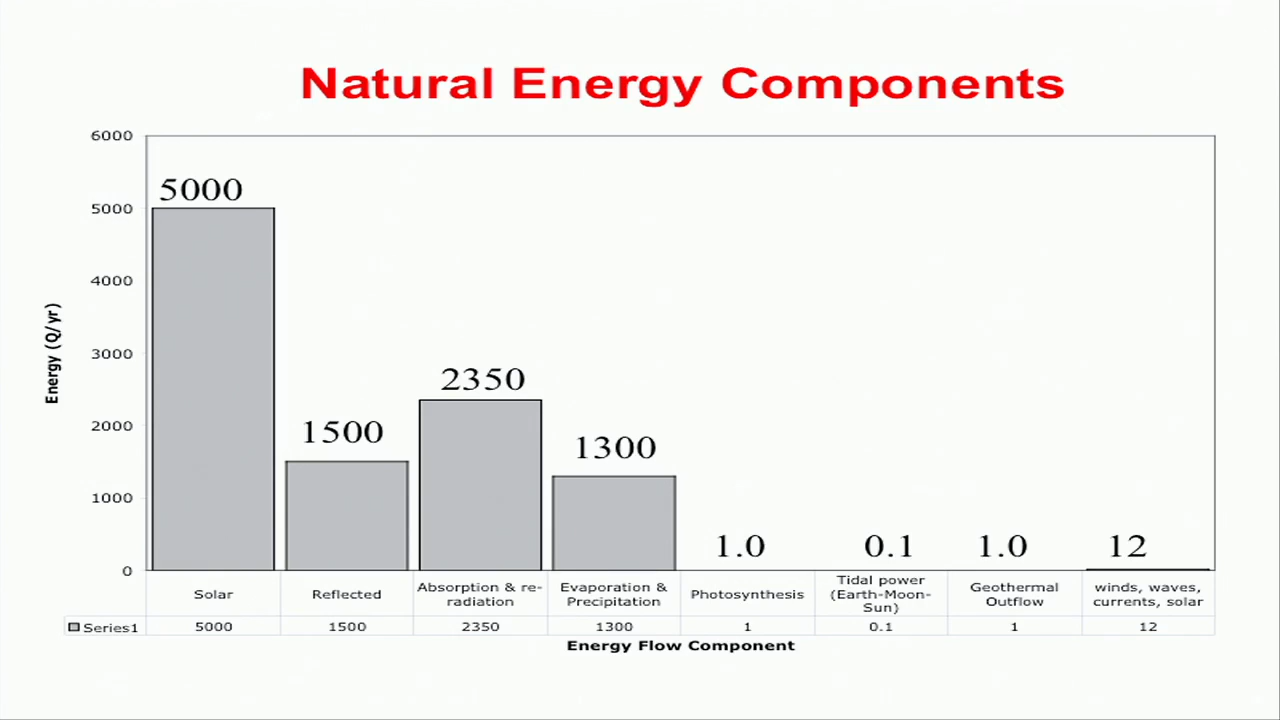 Natural Energy Components
6000
5000
4000
3000
2000
1000
0
Energy (Q/yr)
5000
1500
2350
1300
1.0
0.1
1.0
12
Solar
Reflected
Absorption & re-
radiation
Evaporation &
Precipitation
Photosynthesis
Tidal power
(Earth-Moon-
Sun)
Geothermal
Outflow
winds, waves,
currents, solar
Series1 5000 1500 2350 1300 1 0.1 1 12
Energy Flow Component